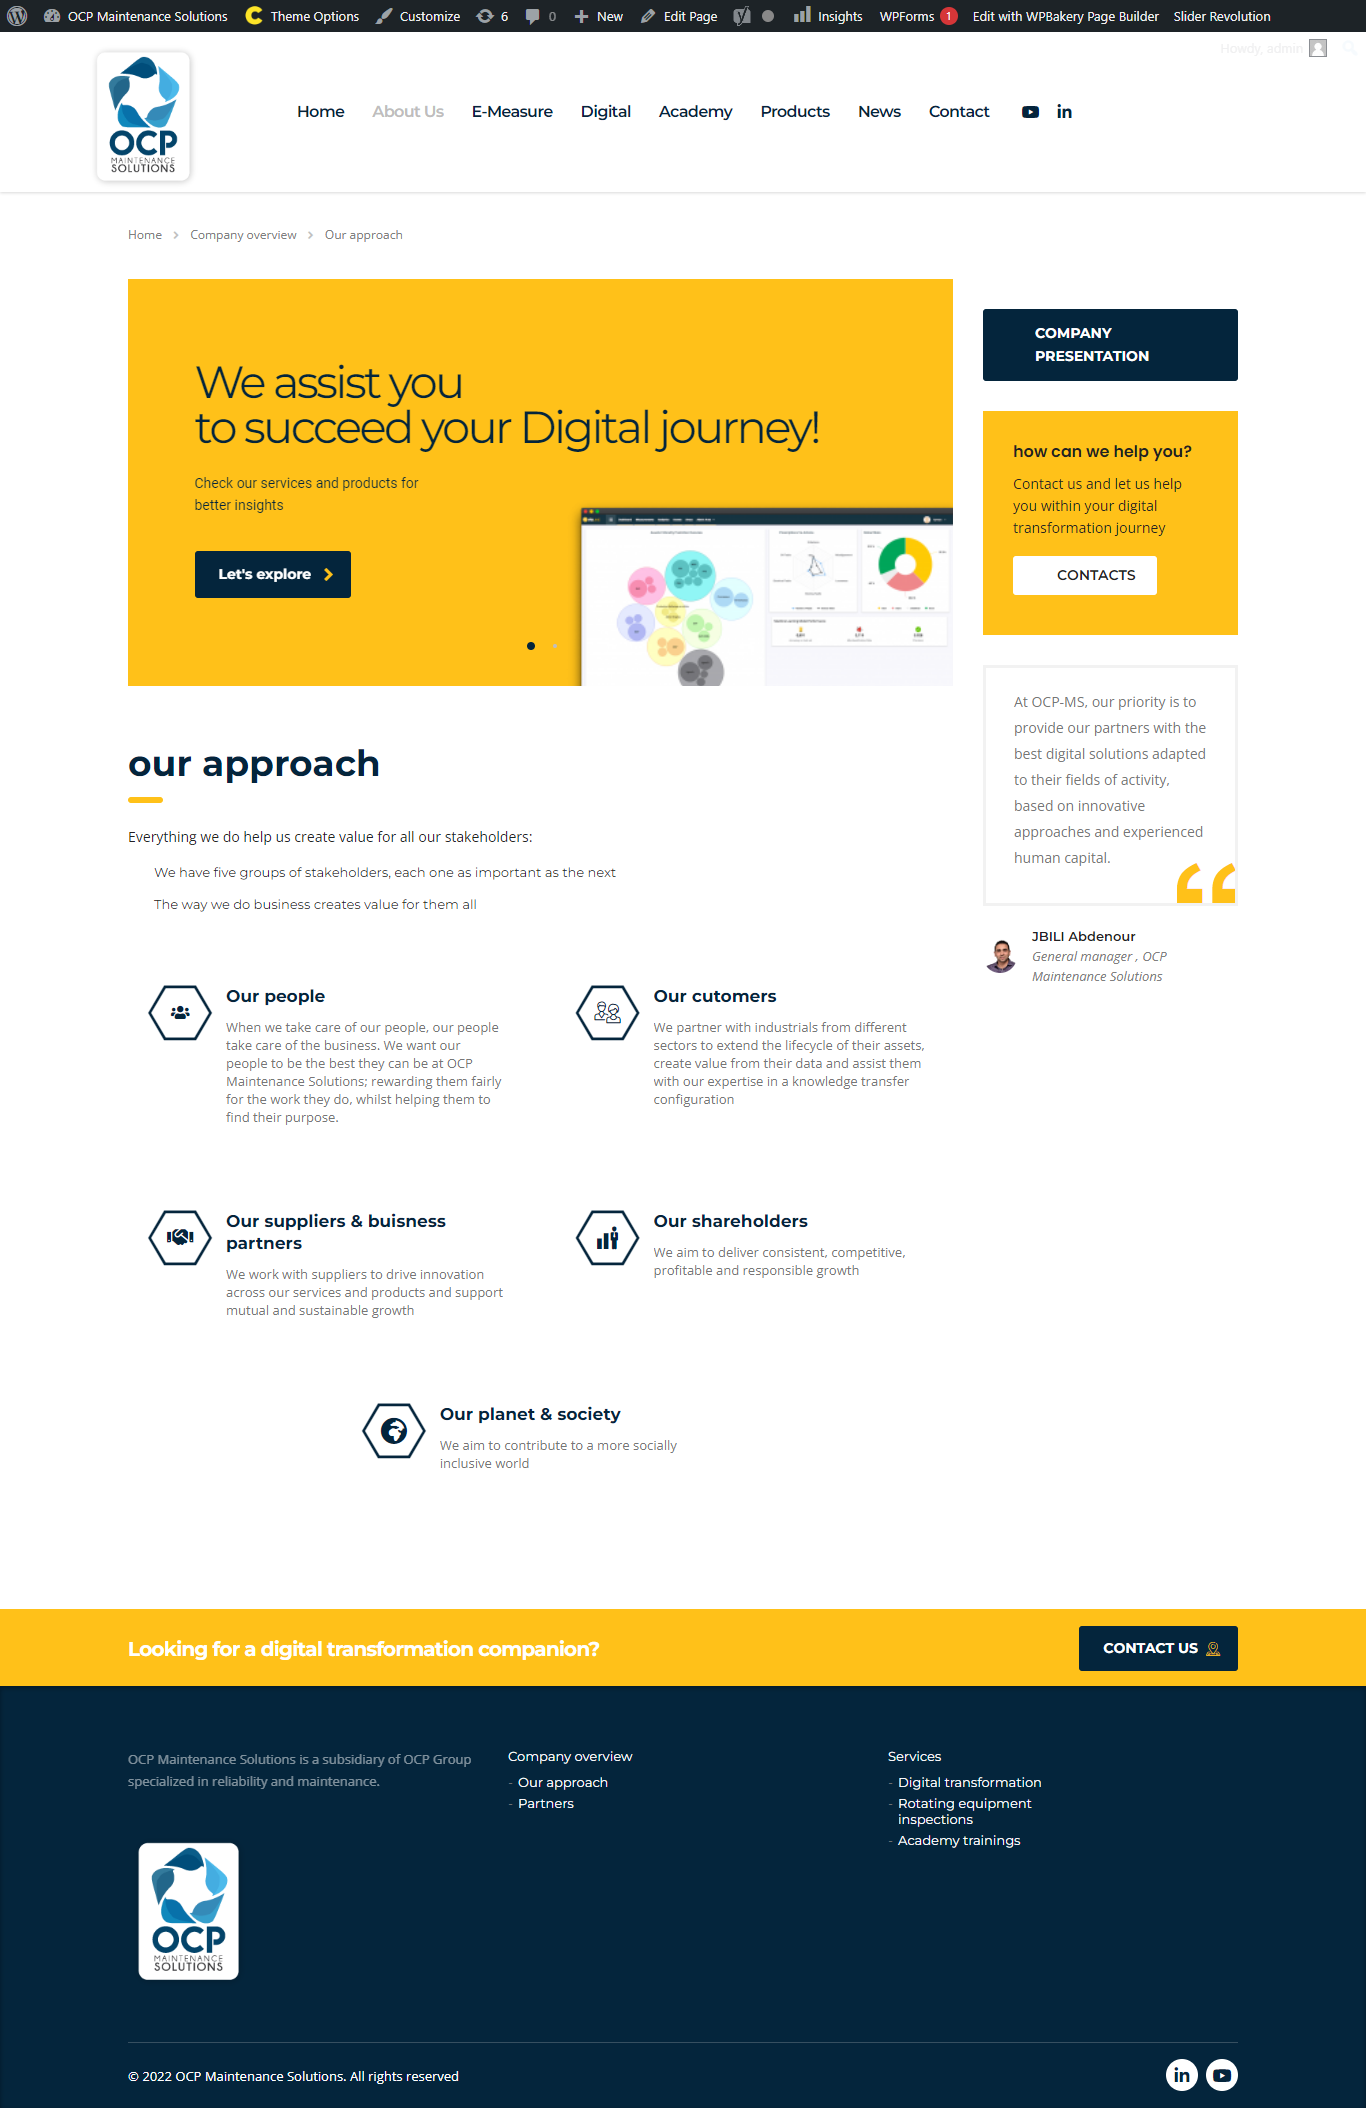 OCP Maintenance Solutions Theme Options Customize 6 0 New Edit Page Insights WPForms 1 Edit with WPBakery Page Builder Slider Revolution
Howdy, admin
OCP
MAINTENANCE
SOLUTIONS
Home About Us E-Measure Digital Academy Products News Contact
Home > Company overview > Our approach
We assist you
to succeed your Digital journey!
Check our services and products for
better insights
Let's explore
COMPANY
PRESENTATION
how can we help you?
Contact us and let us help
you within your digital
transformation journey
CONTACTS
At OCP-MS, our priority is to
provide our partners with the
best digital solutions adapted
to their fields of activity,
based on innovative
approaches and experienced
human capital.
JBILI Abdenour
General manager , OCP
Maintenance Solutions
our approach
Everything we do help us create value for all our stakeholders:
We have five groups of stakeholders, each one as important as the next
The way we do business creates value for them all
Our people
When we take care of our people, our people
take care of the business. We want our
people to be the best they can be at OCP
Maintenance Solutions; rewarding them fairly
for the work they do, whilst helping them to
find their purpose.
Our cutomers
We partner with industrials from different
sectors to extend the lifecycle of their assets,
create value from their data and assist them
with our expertise in a knowledge transfer
configuration
Our suppliers & buisness
partners
We work with suppliers to drive innovation
across our services and products and support
mutual and sustainable growth
Our shareholders
We aim to deliver consistent, competitive,
profitable and responsible growth
Our planet & society
We aim to contribute to a more socially
inclusive world
Looking for a digital transformation companion?
CONTACT US
OCP Maintenance Solutions is a subsidiary of OCP Group
specialized in reliability and maintenance.
OCP
MAINTENANCE
SOLUTIONS
Company overview
- Our approach
- Partners
Services
- Digital transformation
- Rotating equipment
inspections
- Academy trainings
© 2022 OCP Maintenance Solutions. All rights reserved